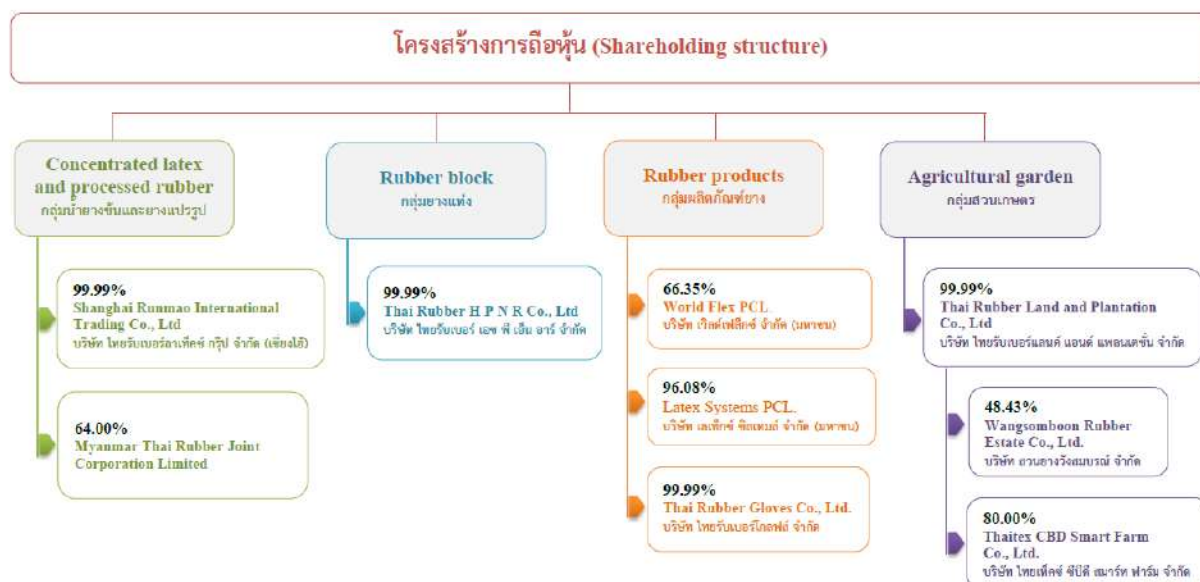 โครงสร้างการถือหุ้น (Shareholding structure)
Concentrated latex
and processed rubber
กลุ่มน้ำยางข้นและยางแปรรูป
99.99%
Shanghai Runmao International
Trading Co., Ltd
บริษัท ไทยรับเบอร์ลาเท็คซ์ กรุ๊ป จำกัด (เซี่ยงไฮ้)
64.00%
Myanmar Thai Rubber Joint
Corporation Limited
Rubber block
กลุ่มยางแท่ง
99.99%
Thai Rubber H P N R Co., Ltd
บริษัท ไทยรับเบอร์ เอช พี เอ็น อาร์ จำกัด
Rubber products
กลุ่มผลิตภัณฑ์ยาง
66.35%
World Flex PCL
บริษัท เวิลด์เฟล็กซ์ จำกัด (มหาชน)
96.08%
Latex Systems PCL.
บริษัท เลเท็กซ์ ซิสเทมส์ จำกัด (มหาชน)
99.99%
Thai Rubber Gloves Co., Ltd.
บริษัท ไทยรับเบอร์โกลฟส์ จำกัด
Agricultural garden
กลุ่มสวนเกษตร
99.99%
Thai Rubber Land and Plantation
Co., Ltd
บริษัท ไทยรับเบอร์แลนด์ แอนด์ แพลนเตชั่น จำกัด
48.43%
Wangsomboon Rubber
Estate Co., Ltd.
บริษัท สวนยางวังสมบูรณ์ จำกัด
80.00%
Thaitex CBD Smart Farm
Co., Ltd.
บริษัท ไทยเท็คซ์ ซีบีดี สมาร์ท ฟาร์ม จำกัด